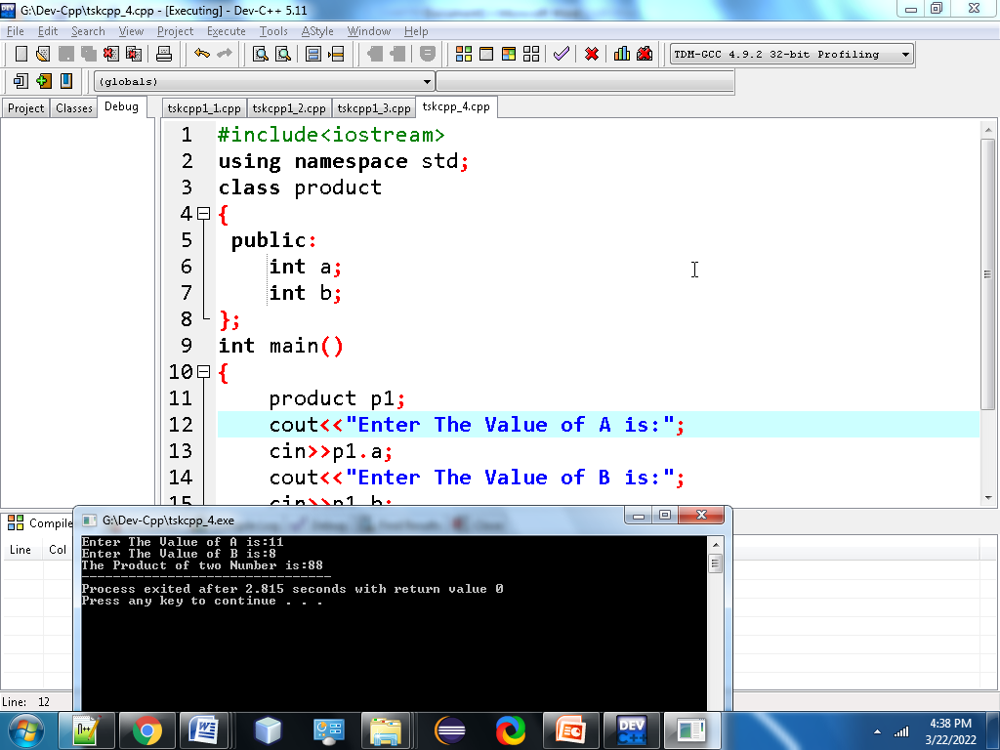 G:\Dev-Cpp\tskcpp_4.cpp - [Executing] - Dev-C++ 5.11
File Edit Search View Project Execute Tools AStyle Window Help
TDM-GCC 4.9.2 32-bit Profiling
(globals)
Project Classes Debug
tskcpp1_1.cpp tskcpp1_2.cpp tskcpp1_3.cpp tskcpp_4.cpp
1 #include<iostream>
2 using namespace std;
3 class product
4 {
5 public:
6 int a;
7 int b;
8 };
9 int main()
10 {
11 product p1;
12 cout<<"Enter The Value of A is:";
13 cin>>p1.a;
14 cout<<"Enter The Value of B is:";
15 cin>>p1.b;
Compile
Line Col
G:\Dev-Cpp\tskcpp_4.exe
Enter The Value of A is:11
Enter The Value of B is:8
The Product of two Number is:88
--------------------------------
Process exited after 2.815 seconds with return value 0
Press any key to continue . . .
Line: 12
n++
W
P
DEV
C++
4:38 PM
3/22/2022